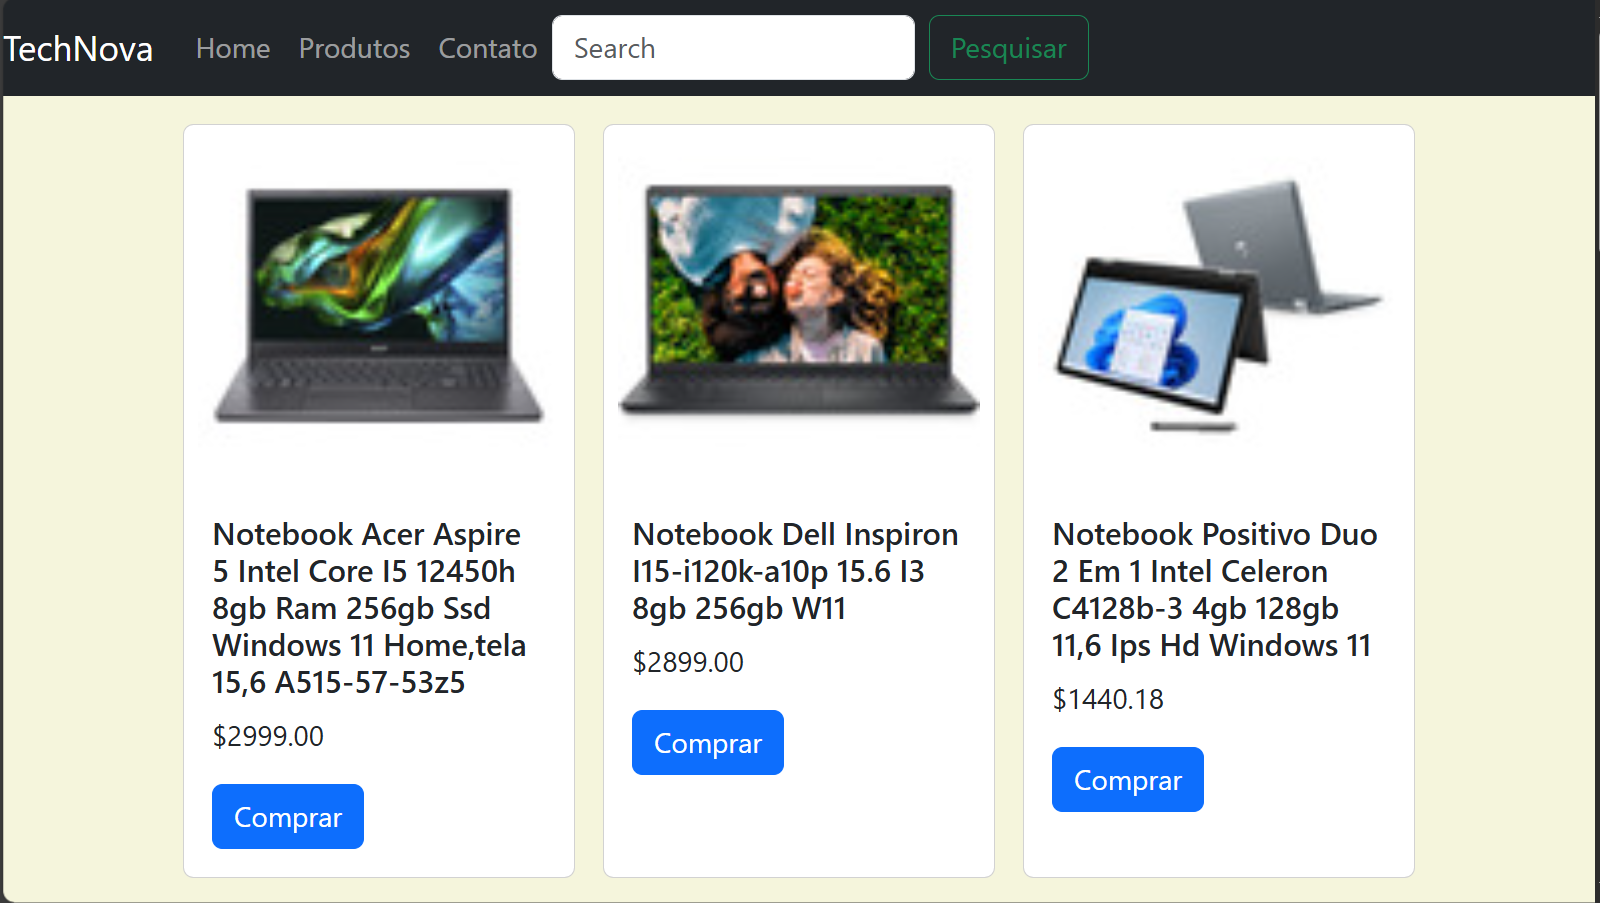 TechNova Home Produtos Contato Search Pesquisar
Notebook Acer Aspire
5 Intel Core I5 12450h
8gb Ram 256gb Ssd
Windows 11 Home,tela
15,6 A515-57-53z5
$2999.00
Comprar
Notebook Dell Inspiron
I15-i120k-a10p 15.6 I3
8gb 256gb W11
$2899.00
Comprar
Notebook Positivo Duo
2 Em 1 Intel Celeron
C4128b-3 4gb 128gb
11,6 Ips Hd Windows 11
$1440.18
Comprar